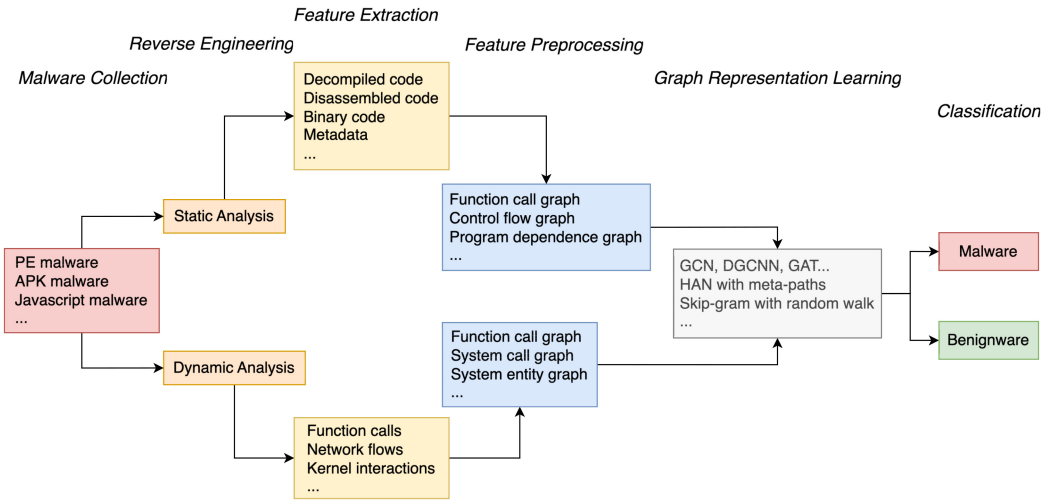 Feature Extraction
Reverse Engineering
Feature Preprocessing
Malware Collection
Graph Representation Learning
Classification
Decompiled code
Disassembled code
Binary code
Metadata
...
Static Analysis
Function call graph
Control flow graph
Program dependence graph
...
PE malware
APK malware
Javascript malware
...
GCN, DGCNN, GAT...
HAN with meta-paths
Skip-gram with random walk
...
Malware
Benignware
Dynamic Analysis
Function call graph
System call graph
System entity graph
...
Function calls
Network flows
Kernel interactions
...